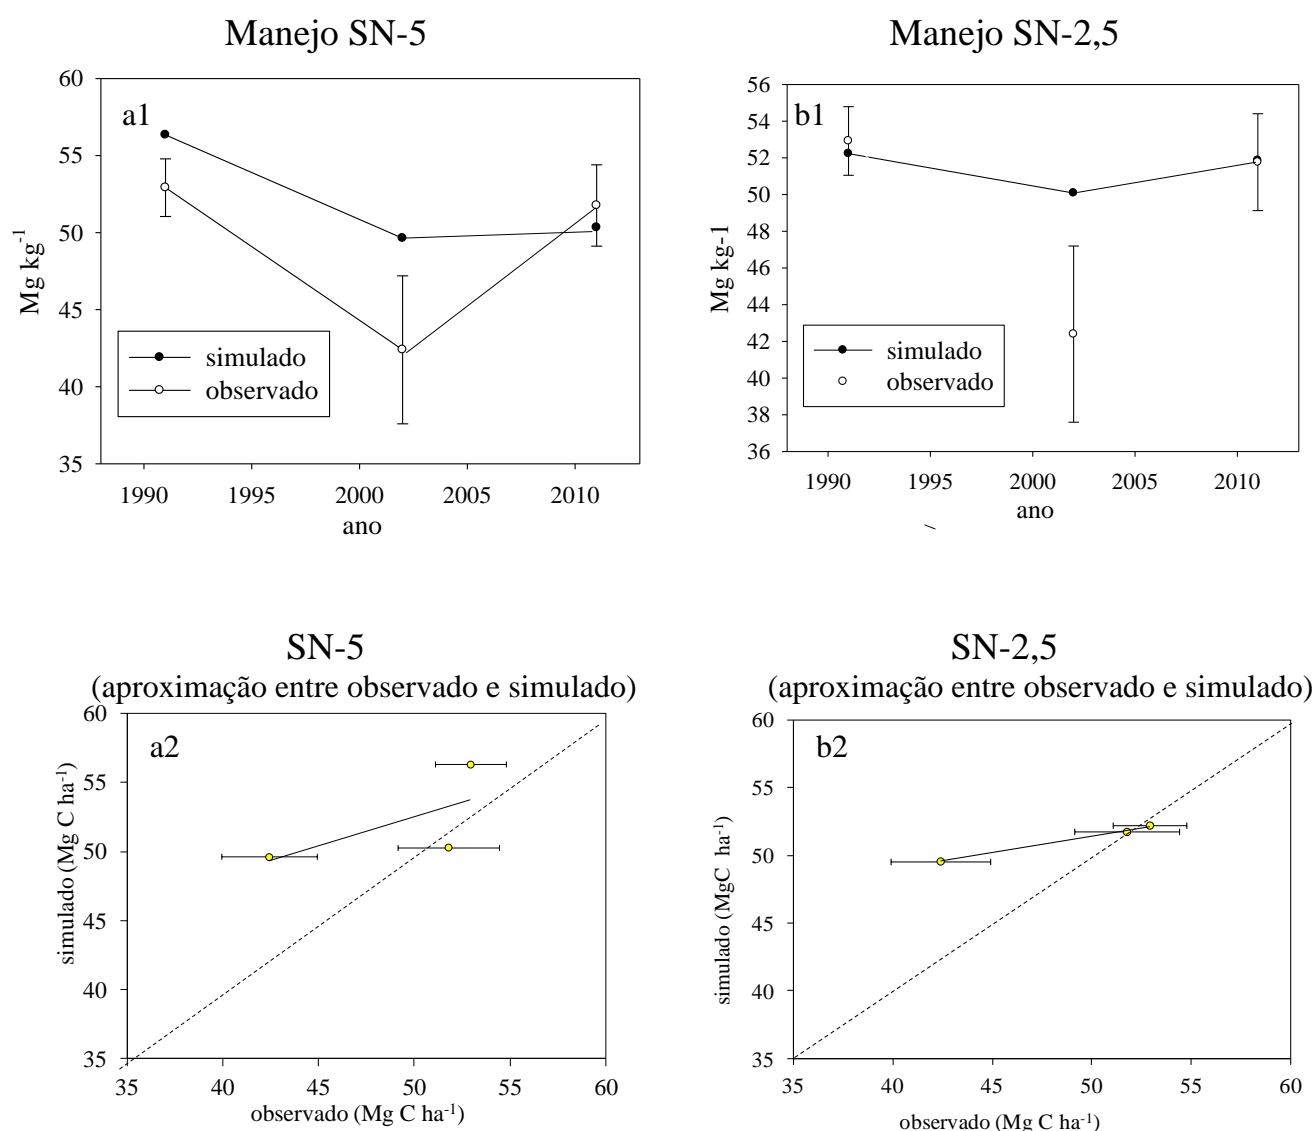 Manejo SN-5
a1
Mg kg-1
60
55
50
45
40
35
simulado
observado
1990 1995 2000 2005 2010
ano
Manejo SN-2,5
b1
Mg kg-1
56
54
52
50
48
46
44
42
40
38
36
simulado
observado
1990 1995 2000 2005 2010
ano
SN-5
(aproximação entre observado e simulado)
a2
simulado (Mg C ha-1)
60
55
50
45
40
35
35 40 45 50 55 60
observado (Mg C ha-1)
SN-2,5
(aproximação entre observado e simulado)
b2
simulado (MgC ha-1)
60
55
50
45
40
35
35 40 45 50 55 60
observado (Mg C ha-1)